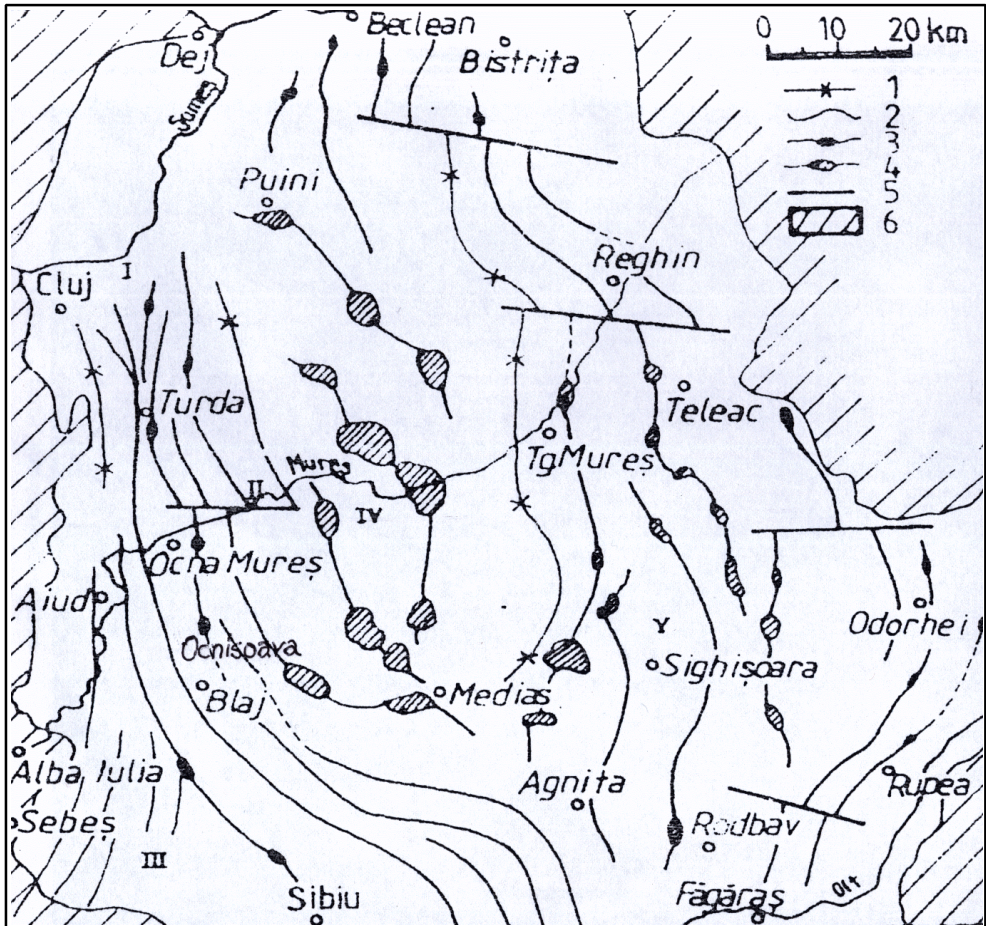 Beclean
0 10 20 km
Dej
Bistrița
Someș
1
2
3
4
5
6
Puini
Reghin
I
Cluj
Turda
Teleac
Tg.Mureș
Mureș
II
IV
Ocna Mureș
Aiud
Odorhei
V
Ocnișoara
Sighișoara
Blaj
Mediaș
Alba Iulia
Agnita
Rupea
Sebeș
Rodbav
III
Făgăraș
Olt
Sibiu